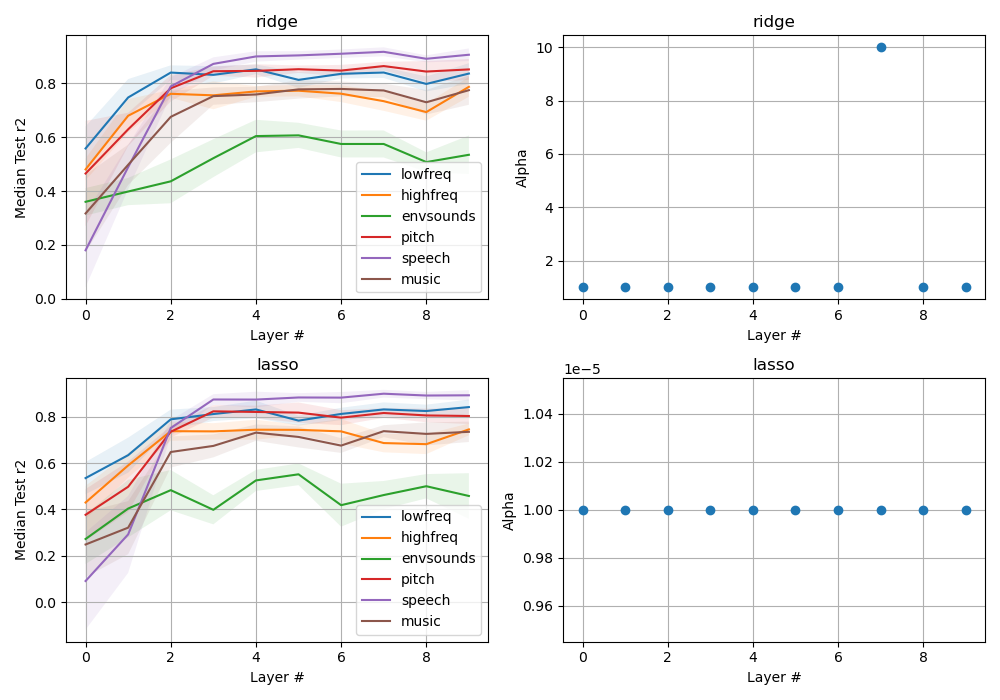 ridge
Median Test r2
0.8
0.6
0.4
0.2
0.0
lowfreq
highfreq
envsounds
pitch
speech
music
0 2 4 6 8
Layer #
ridge
Alpha
10
8
6
4
2
0 2 4 6 8
Layer #
lasso
Median Test r2
0.8
0.6
0.4
0.2
0.0
lowfreq
highfreq
envsounds
pitch
speech
music
0 2 4 6 8
Layer #
lasso
1e−5
Alpha
1.04
1.02
1.00
0.98
0.96
0 2 4 6 8
Layer #